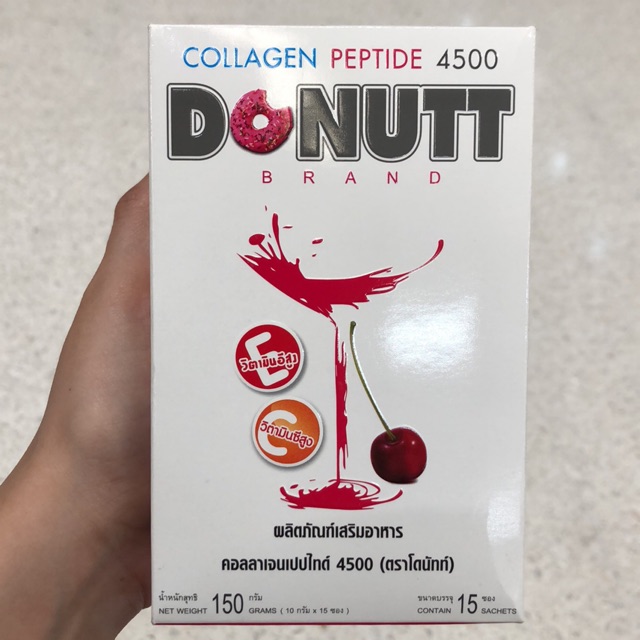 COLLAGEN PEPTIDE 4500
DONUTT
BRAND
E
วิตามินอีสูง
C
วิตามินซีสูง
ผลิตภัณฑ์เสริมอาหาร
คอลลาเจนเปปไทด์ 4500 (ตราโดนัทท์)
น้ำหนักสุทธิ 150 กรัม ขนาดบรรจุ 15 ซอง
NET WEIGHT GRAMS ( 10 กรัม x 15 ซอง ) CONTAIN SACHETS